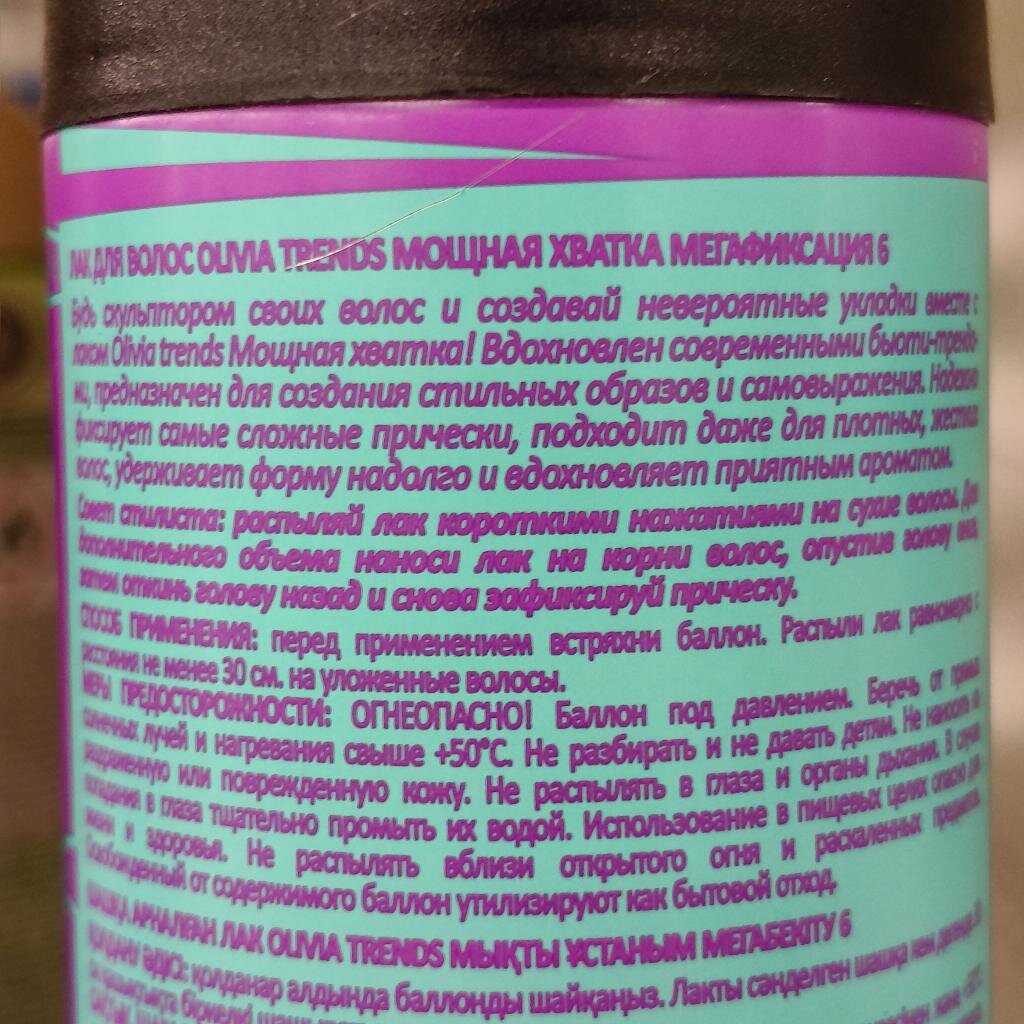 ЛАК ДЛЯ ВОЛОС OLIVIA TRENDS МОЩНАЯ ХВАТКА МЕГАФИКСАЦИЯ 6
Будь скульптором своих волос и создавай невероятные укладки вместе с
лаком Olivia trends Мощная хватка! Вдохновлен современными бьюти-тренда-
ми, предназначен для создания стильных образов и самовыражения. Надежно
фиксирует самые сложные прически, подходит даже для плотных, жестких
волос, удерживает форму надолго и вдохновляет приятным ароматом.
Совет стилиста: распыляй лак короткими нажатиями на сухие волосы. Для
дополнительного объема наноси лак на корни волос, опустив голову вниз,
затем откинь голову назад и снова зафиксируй прическу.
СПОСОБ ПРИМЕНЕНИЯ: перед применением встряхни баллон. Распыли лак равномерно с
расстояния не менее 30 см. на уложенные волосы.
МЕРЫ ПРЕДОСТОРОЖНОСТИ: ОГНЕОПАСНО! Баллон под давлением. Беречь от прямых
солнечных лучей и нагревания свыше +50°С. Не разбирать и не давать детям. Не наносить на
раздраженную или поврежденную кожу. Не распылять в глаза и органы дыхания. В случае
попадания в глаза тщательно промыть их водой. Использование в пищевых целях опасно для
жизни и здоровья. Не распылять вблизи открытого огня и раскаленных предметов.
Освобожденный от содержимого баллон утилизируют как бытовой отход.
ШАШҚА АРНАЛҒАН ЛАК OLIVIA TRENDS МЫҚТЫ ҰСТАНЫМ МЕГАБЕКІТУ 6
ҚОЛДАНУ ӘДІСІ: қолданар алдында баллонды шайқаңыз. Лакты сәнделген шашқа кем дегенде 30
см қашықтықта біркелкі